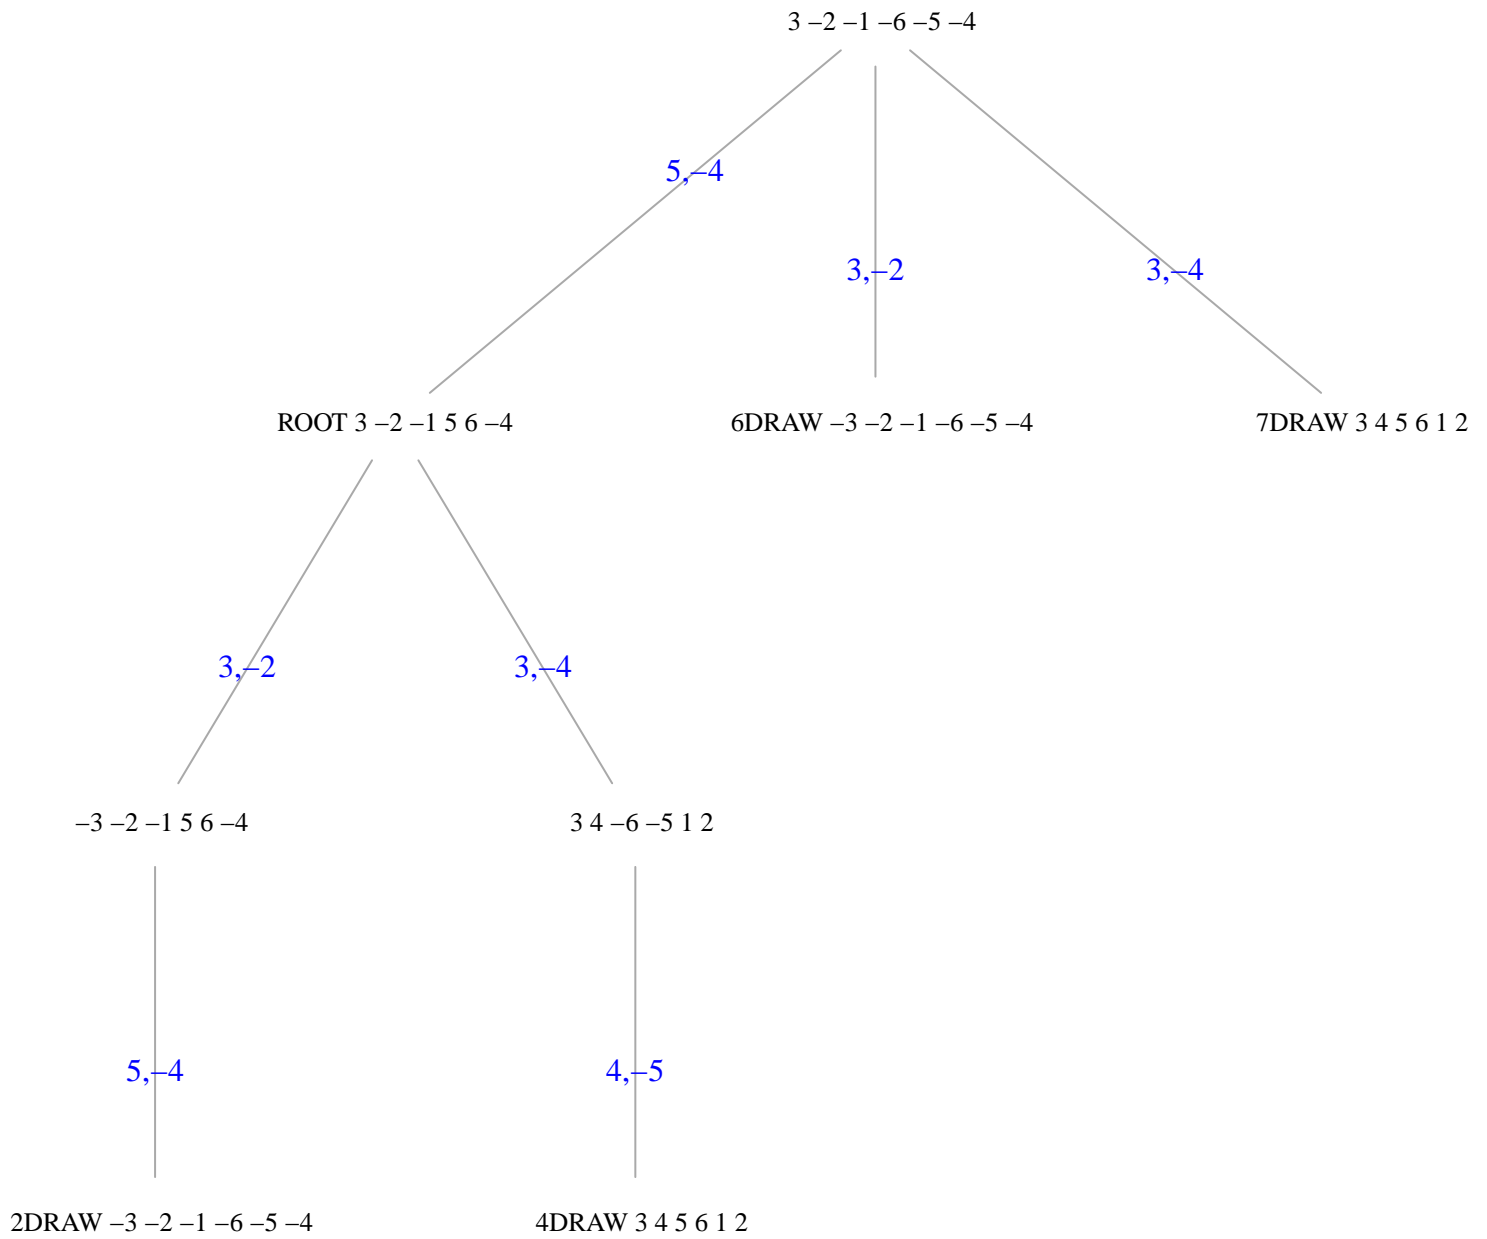 3 –2 –1 –6 –5 –4
5,–4
3,–2
3,–4
ROOT 3 –2 –1 5 6 –4
6DRAW –3 –2 –1 –6 –5 –4
7DRAW 3 4 5 6 1 2
3,–2
3,–4
–3 –2 –1 5 6 –4
3 4 –6 –5 1 2
5,–4
4,–5
2DRAW –3 –2 –1 –6 –5 –4
4DRAW 3 4 5 6 1 2